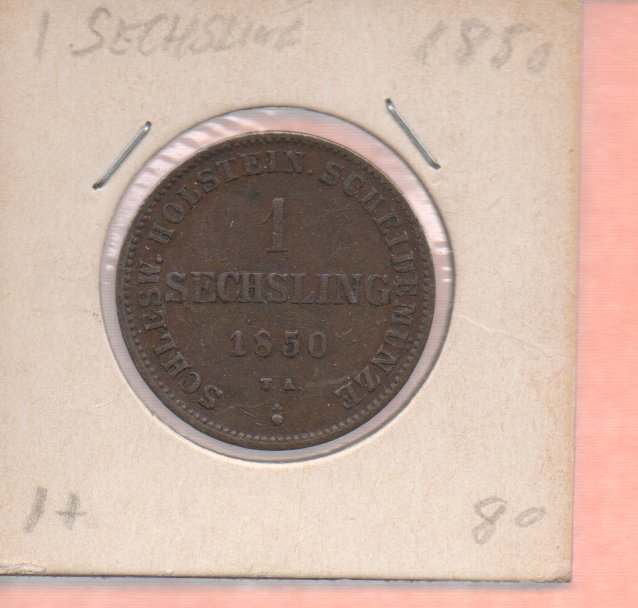 1 SECHSLING 1850
SCHLESW. HOLSTEIN. SCHEIDEMÜNZE
1
SECHSLING
1850
T. A.
1+ 80